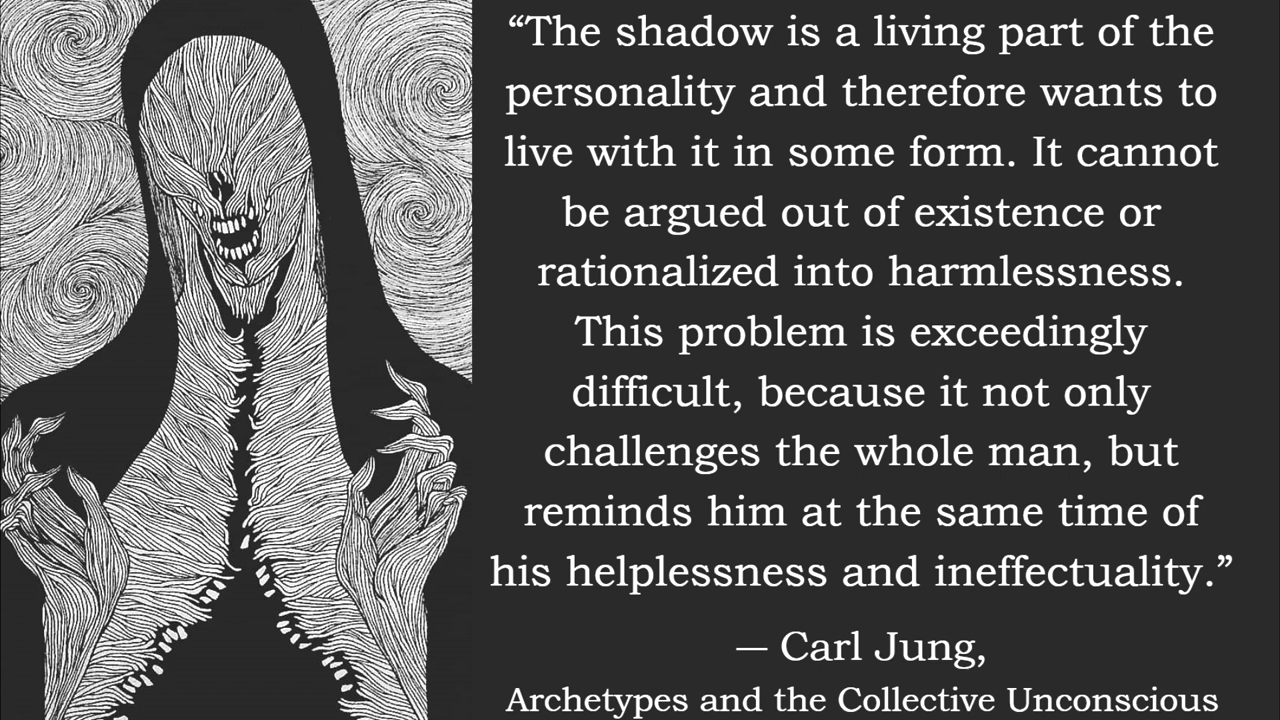 “The shadow is a living part of the
personality and therefore wants to
live with it in some form. It cannot
be argued out of existence or
rationalized into harmlessness.
This problem is exceedingly
difficult, because it not only
challenges the whole man, but
reminds him at the same time of
his helplessness and ineffectuality.”
— Carl Jung,
Archetypes and the Collective Unconscious